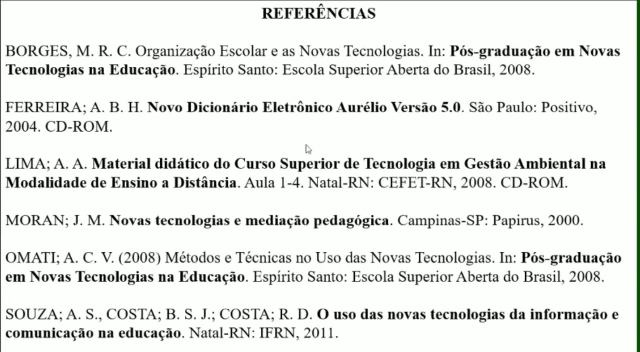 REFERÊNCIAS
BORGES, M. R. C. Organização Escolar e as Novas Tecnologias. In: Pós-graduação em Novas
Tecnologias na Educação. Espírito Santo: Escola Superior Aberta do Brasil, 2008.
FERREIRA; A. B. H. Novo Dicionário Eletrônico Aurélio Versão 5.0. São Paulo: Positivo,
2004. CD-ROM.
LIMA; A. A. Material didático do Curso Superior de Tecnologia em Gestão Ambiental na
Modalidade de Ensino a Distância. Aula 1-4. Natal-RN: CEFET-RN, 2008. CD-ROM.
MORAN; J. M. Novas tecnologias e mediação pedagógica. Campinas-SP: Papirus, 2000.
OMATI; A. C. V. (2008) Métodos e Técnicas no Uso das Novas Tecnologias. In: Pós-graduação
em Novas Tecnologias na Educação. Espírito Santo: Escola Superior Aberta do Brasil, 2008.
SOUZA; A. S., COSTA; B. S. J.; COSTA; R. D. O uso das novas tecnologias da informação e
comunicação na educação. Natal-RN: IFRN, 2011.